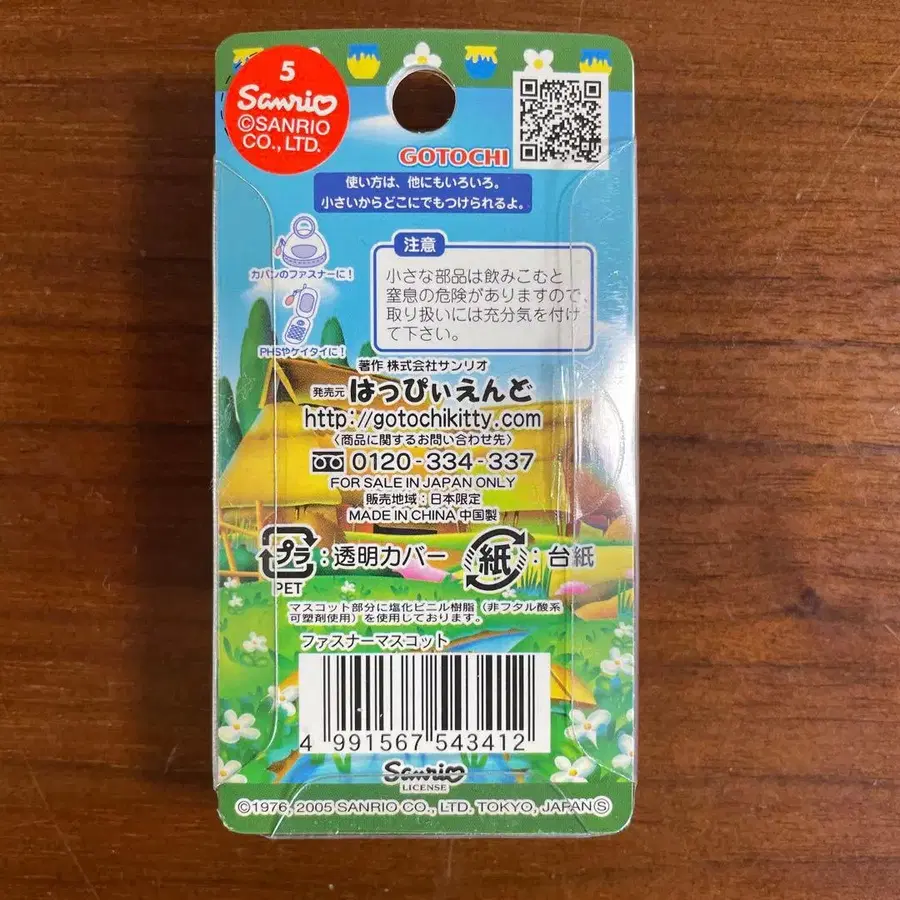 5
Sanrio
©SANRIO
CO., LTD.
GOTOCHI
使い方は、他にもいろいろ。
小さいからどこにでもつけられるよ。
カバンのファスナーに!
PHSやケイタイに!
注意
小さな部品は飲みこむと
窒息の危険がありますので、
取り扱いには充分気を付け
て下さい。
著作 株式会社サンリオ
発売元 はっぴぃえんど
http://gotochikitty.com
〈商品に関するお問い合わせ先〉
0120-334-337
FOR SALE IN JAPAN ONLY
販売地域:日本限定
MADE IN CHINA 中国製
プラ:透明カバー
PET
紙:台紙
マスコット部分に塩化ビニル樹脂(非フタル酸系
可塑剤使用)を使用しております。
ファスナーマスコット
4 991567 543412
Sanrio
LICENSE
©1976, 2005 SANRIO CO., LTD. TOKYO, JAPAN Ⓢ